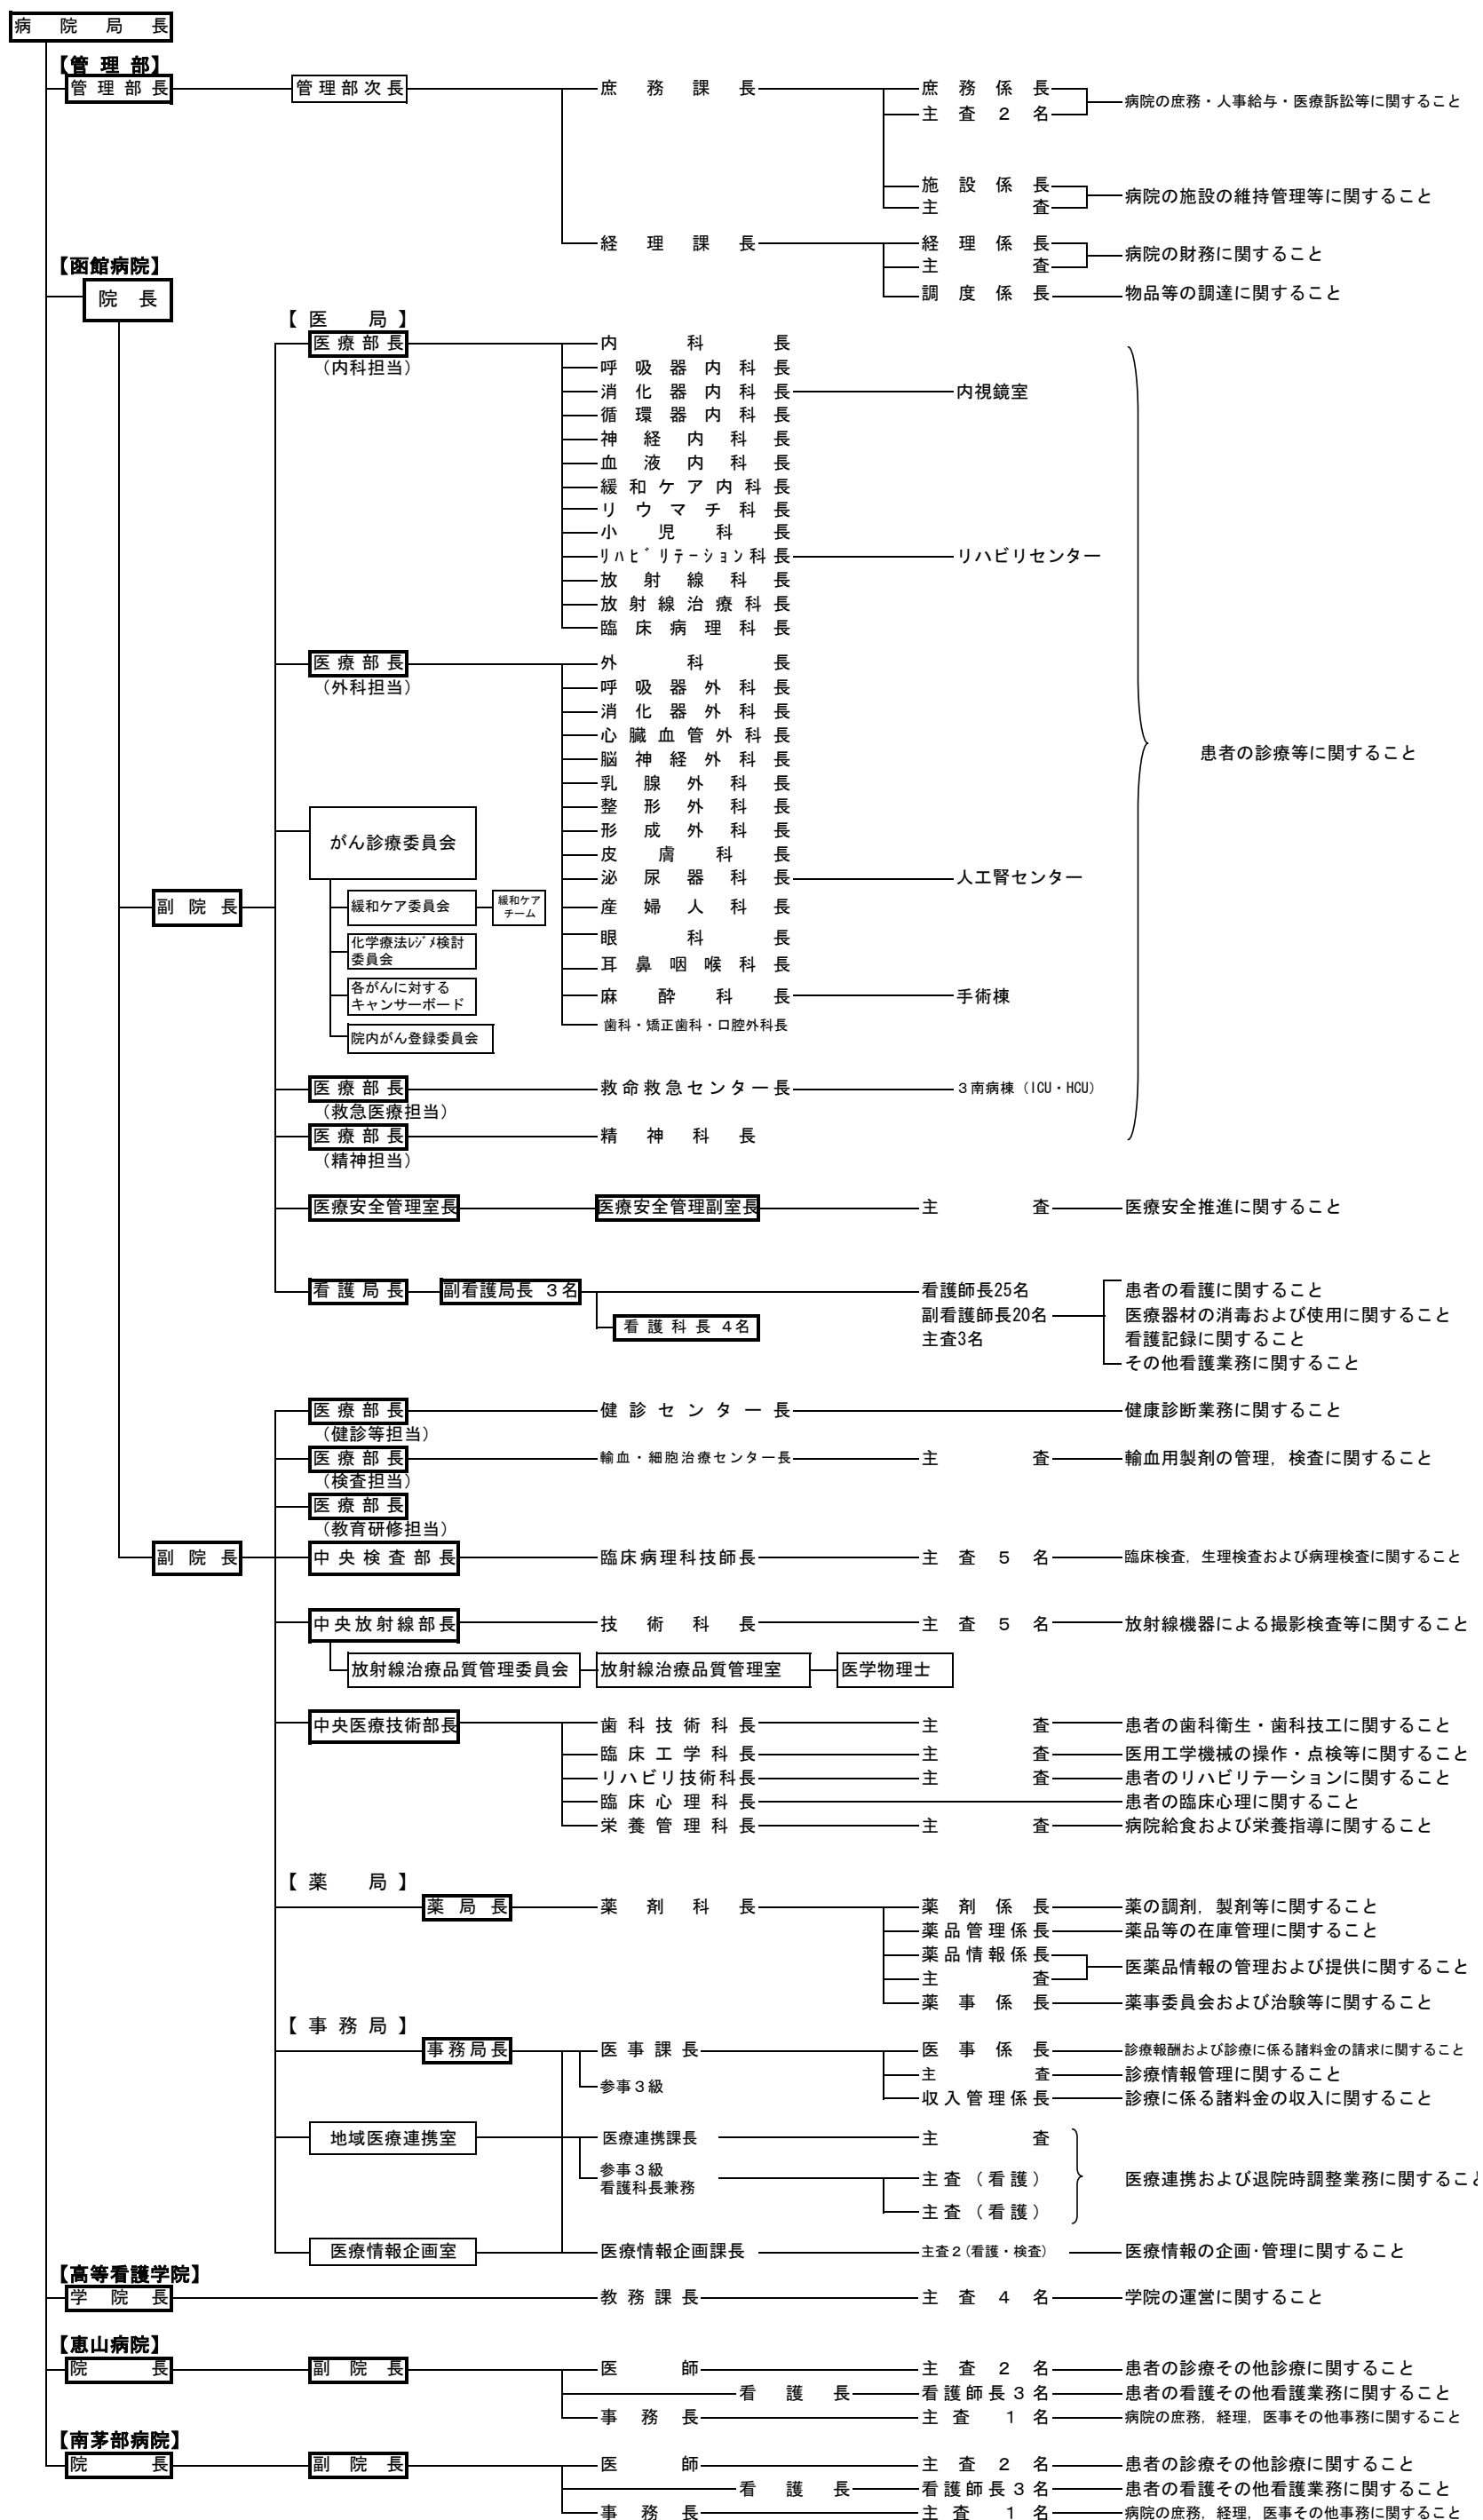 病院局長
【管理部】
管理部長 管理部次長 庶務課長 庶務係長 病院の庶務・人事給与・医療訴訟等に関すること
主査２名
施設係長 病院の施設の維持管理等に関すること
主査
経理課長 経理係長 病院の財務に関すること
主査
調度係長 物品等の調達に関すること
【函館病院】
院長
【医局】
医療部長 内科長
（内科担当） 呼吸器内科長
消化器内科長 内視鏡室
循環器内科長
神経内科長
血液内科長
緩和ケア内科長
リウマチ科長
小児科長
ﾘﾊﾋﾞﾘﾃｰｼｮﾝ科長 リハビリセンター
放射線科長
放射線治療科長
臨床病理科長
医療部長 外科長
（外科担当） 呼吸器外科長
消化器外科長
心臓血管外科長
患者の診療等に関すること
脳神経外科長
乳腺外科長
整形外科長
形成外科長
がん診療委員会
皮膚科長
泌尿器科長 人工腎センター
副院長 緩和ケア委員会 緩和ケア
チーム
産婦人科長
化学療法ﾚｼﾞﾒ検討
委員会
眼科長
耳鼻咽喉科長
各がんに対する
キャンサーボード
麻酔科長 手術棟
歯科・矯正歯科・口腔外科長
院内がん登録委員会
医療部長 救命救急センター長 ３南病棟（ICU・HCU）
（救急医療担当）
医療部長 精神科長
（精神担当）
医療安全管理室長 医療安全管理副室長 主査 医療安全推進に関すること
看護局長 副看護局長 3名 看護師長25名 患者の看護に関すること
副看護師長20名 医療器材の消毒および使用に関すること
看護科長 4名
主査3名 看護記録に関すること
その他看護業務に関すること
医療部長 健診センター長 健康診断業務に関すること
（健診等担当）
医療部長 輸血・細胞治療センター長 主査 輸血用製剤の管理，検査に関すること
（検査担当）
医療部長
（教育研修担当）
副院長 中央検査部長 臨床病理科技師長 主査５名 臨床検査，生理検査および病理検査に関すること
中央放射線部長 技術科長 主査５名 放射線機器による撮影検査等に関すること
放射線治療品質管理委員会 放射線治療品質管理室 医学物理士
中央医療技術部長 歯科技術科長 主査 患者の歯科衛生・歯科技工に関すること
臨床工学科長 主査 医用工学機械の操作・点検等に関すること
リハビリ技術科長 主査 患者のリハビリテーションに関すること
臨床心理科長 患者の臨床心理に関すること
栄養管理科長 主査 病院給食および栄養指導に関すること
【薬局】
薬局長 薬剤科長 薬剤係長 薬の調剤，製剤等に関すること
薬品管理係長 薬品等の在庫管理に関すること
薬品情報係長 医薬品情報の管理および提供に関すること
主査
薬事係長 薬事委員会および治験等に関すること
【事務局】
事務局長 医事課長 医事係長 診療報酬および診療に係る諸料金の請求に関すること
主査 診療情報管理に関すること
参事３級
収入管理係長 診療に係る諸料金の収入に関すること
地域医療連携室 医療連携課長 主査
参事３級
看護科長兼務
主査（看護） 医療連携および退院時調整業務に関すること
主査（看護）
医療情報企画室 医療情報企画課長 主査２(看護・検査) 医療情報の企画･管理に関すること
【高等看護学院】
学院長 教務課長 主査４名 学院の運営に関すること
【恵山病院】
院長 副院長 医師 主査２名 患者の診療その他診療に関すること
看護長 看護師長３名 患者の看護その他看護業務に関すること
事務長 主査１名 病院の庶務，経理，医事その他事務に関すること
【南茅部病院】
院長 副院長 医師 主査２名 患者の診療その他診療に関すること
看護長 看護師長３名 患者の看護その他看護業務に関すること
事務長 主査１名 病院の庶務，経理，医事その他事務に関すること